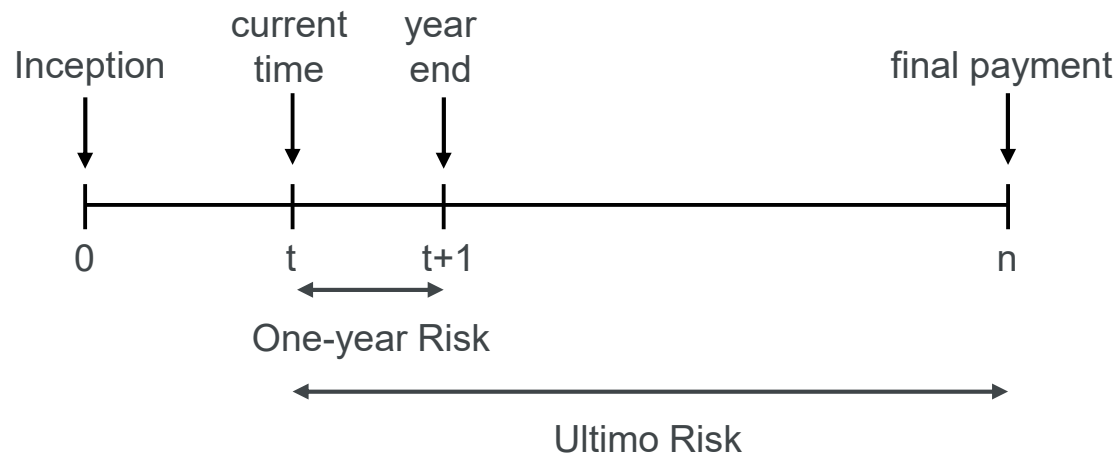 Inception
current
time
year
end
final payment
0
t
t+1
n
One-year Risk
Ultimo Risk